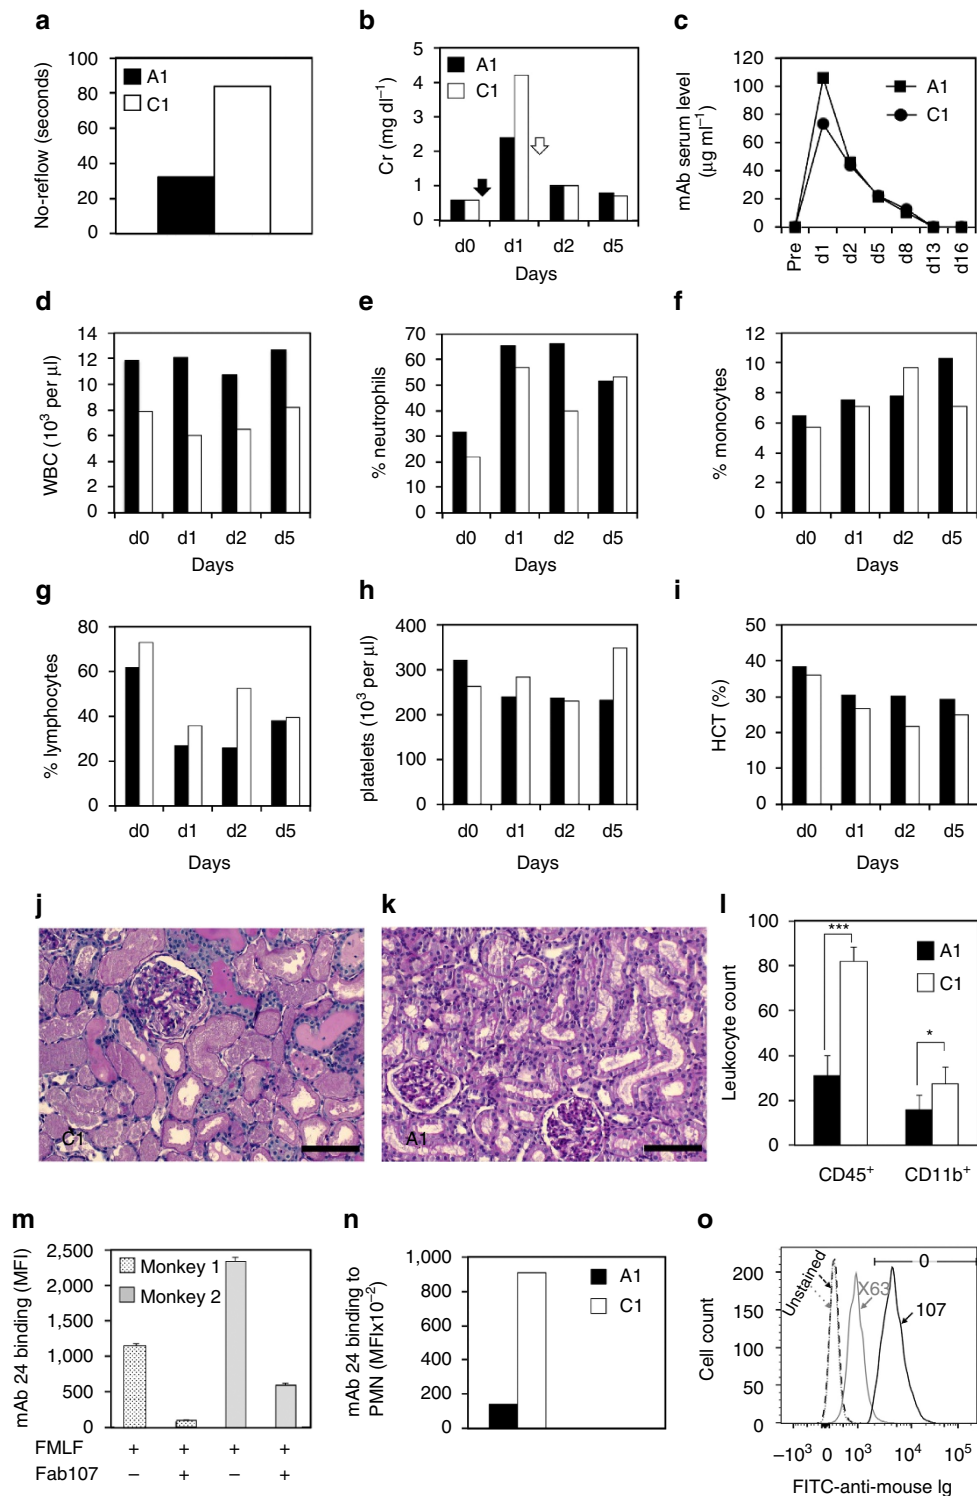 a
No-reflow (seconds)
100
80
60
40
20
0
A1
C1
b
Cr (mg dl⁻¹)
5
4
3
2
1
0
A1
C1
d0 d1 d2 d5
Days
c
mAb serum level
(µg ml⁻¹)
120
100
80
60
40
20
0
A1
C1
Pre d1 d2 d5 d8 d13 d16
d
WBC (10³ per µl)
14
12
10
8
6
4
2
0
d0 d1 d2 d5
Days
e
% neutrophils
70
60
50
40
30
20
10
0
d0 d1 d2 d5
Days
f
% monocytes
12
10
8
6
4
2
0
d0 d1 d2 d5
Days
g
% lymphocytes
80
60
40
20
0
d0 d1 d2 d5
Days
h
platelets (10³ per µl)
400
300
200
100
0
d0 d1 d2 d5
Days
i
HCT (%)
50
40
30
20
10
0
d0 d1 d2 d5
Days
j
C1
k
A1
l
Leukocyte count
100
80
60
40
20
0
***
*
A1
C1
CD45⁺ CD11b⁺
m
mAb 24 binding (MFI)
2,500
2,000
1,500
1,000
500
0
Monkey 1
Monkey 2
FMLF + + + +
Fab107 – + – +
n
mAb 24 binding to
PMN (MFIx10⁻²)
1,000
800
600
400
200
0
A1
C1
o
Cell count
200
150
100
50
0
Unstained
X63
0
107
–10³ 0 10³ 10⁴ 10⁵
FITC-anti-mouse Ig